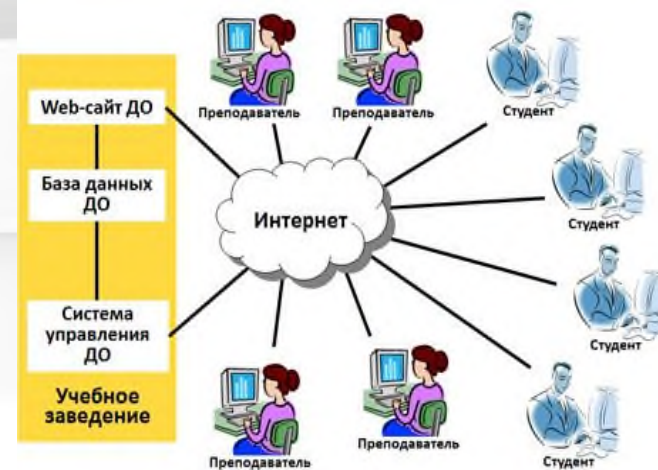 Преподаватель
Преподаватель
Студент
Web-сайт ДО
База данных
ДО
Интернет
Студент
Система
управления
ДО
Студент
Учебное
заведение
Преподаватель
Преподаватель
Студент